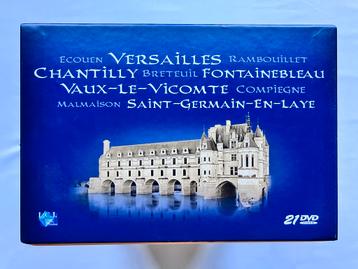 Ecouen Versailles Rambouillet
Chantilly Breteuil Fontainebleau
Vaux-Le-Vicomte Compiegne
Malmaison Saint-Germain-En-Laye
21 DVD